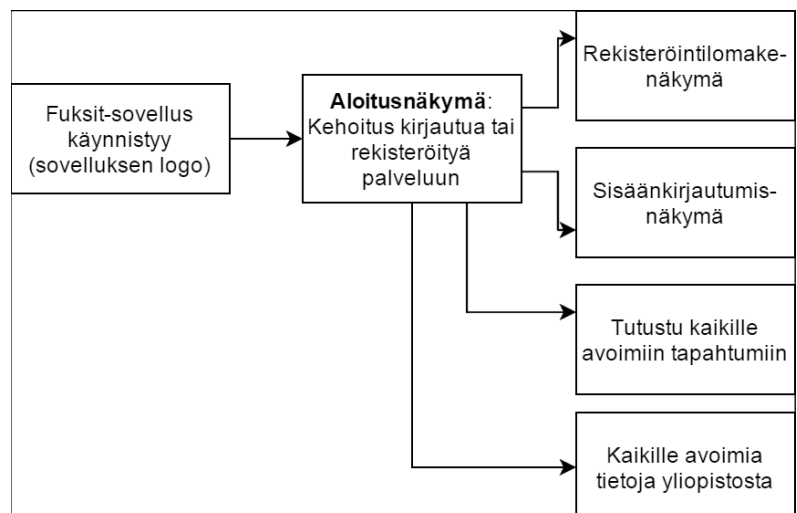 Fuksit-sovellus
käynnistyy
(sovelluksen logo)
Aloitusnäkymä:
Kehoitus kirjautua tai
rekisteröityä
palveluun
Rekisteröintilomake-
näkymä
Sisäänkirjautumis-
näkymä
Tutustu kaikille
avoimiin tapahtumiin
Kaikille avoimia
tietoja yliopistosta